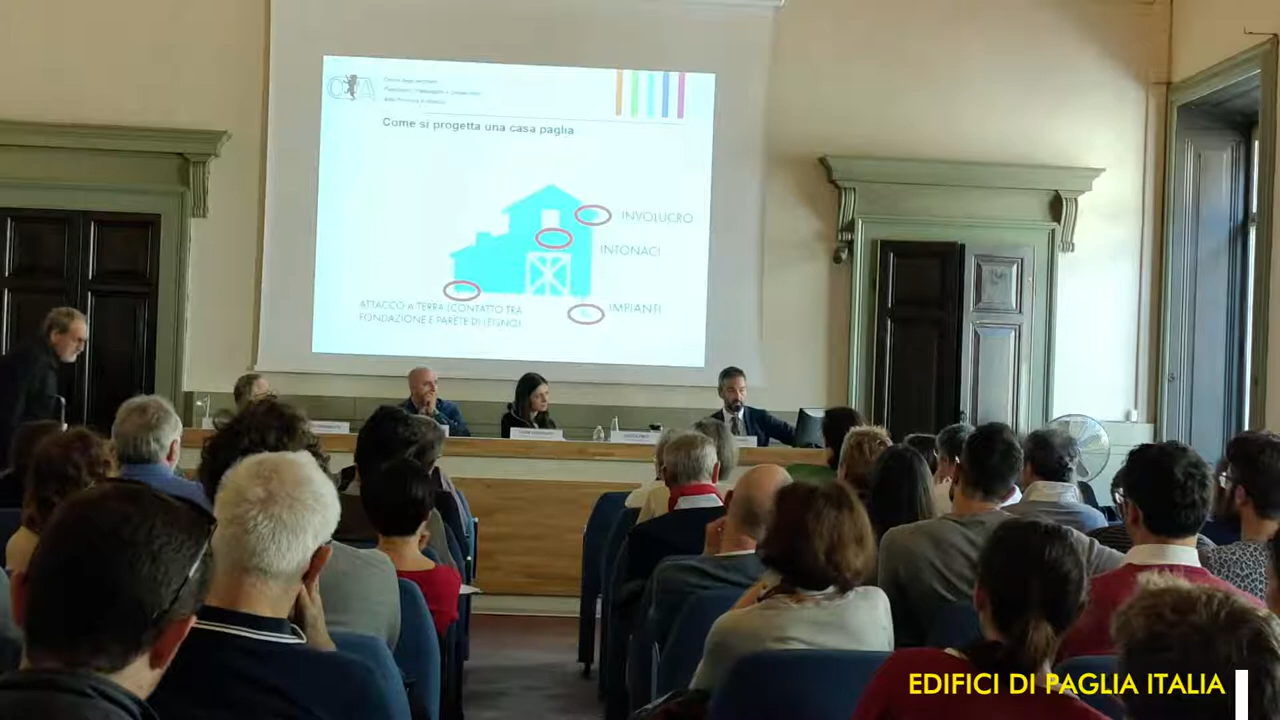 Come si progetta una casa paglia
INVOLUCRO
INTONACI
IMPIANTI
ATTACCO A TERRA (CONTATTO TRA
FONDAZIONE E PARETE DI LEGNO)
EDIFICI DI PAGLIA ITALIA